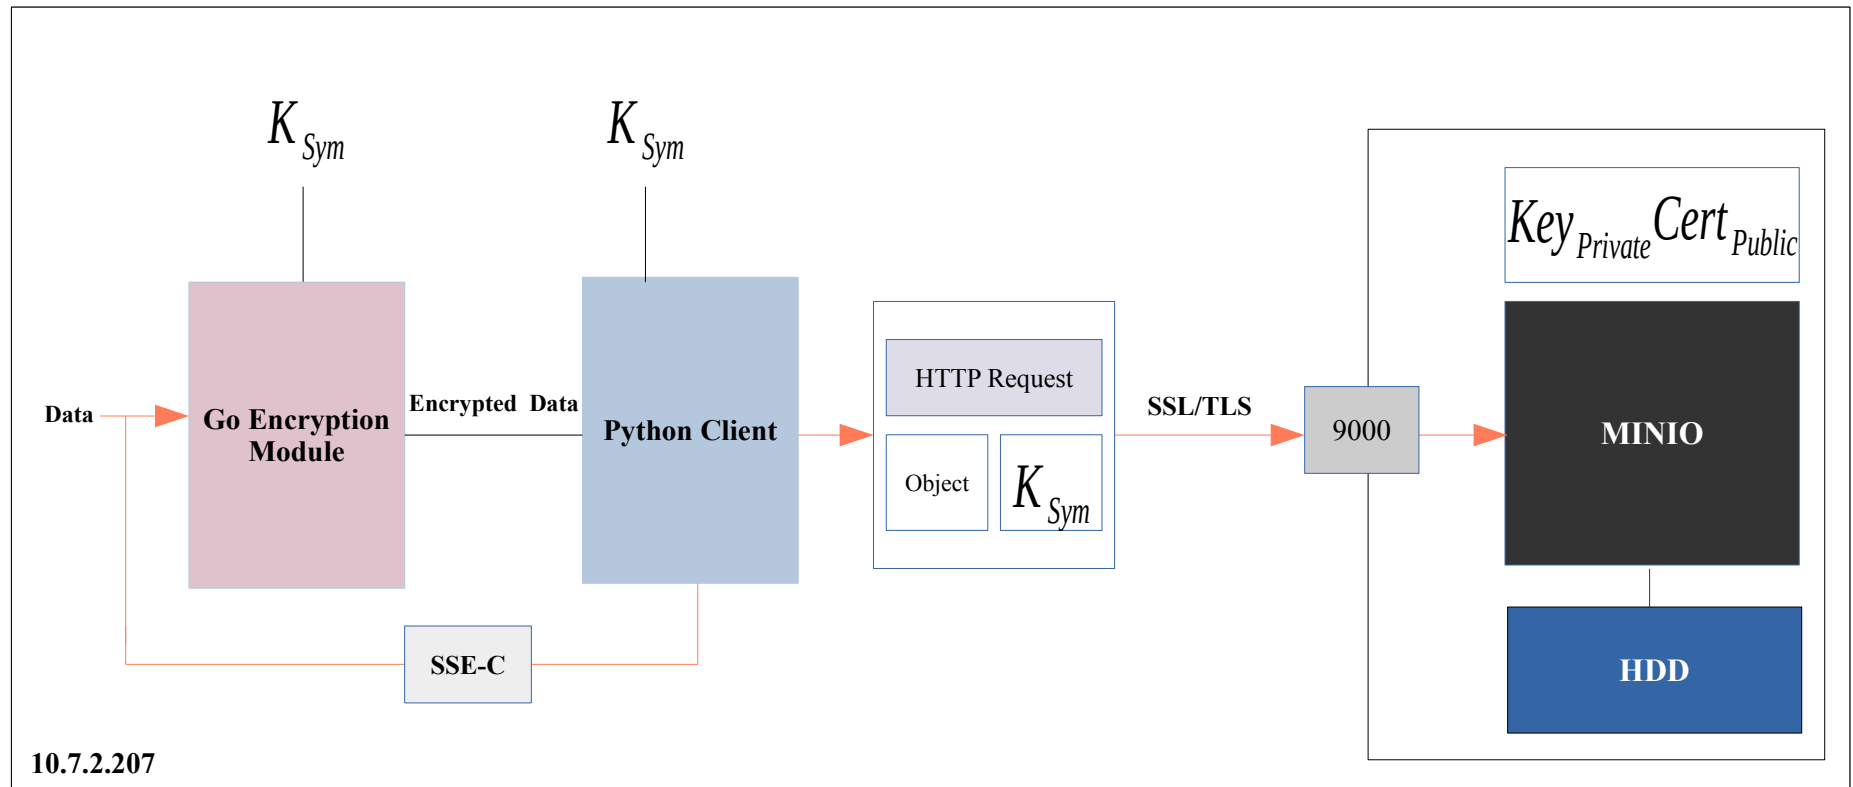 K Sym
K Sym
Key Private Cert Public
Data
Go Encryption
Module
Encrypted Data
Python Client
HTTP Request
Object
K Sym
SSL/TLS
9000
MINIO
SSE-C
HDD
10.7.2.207